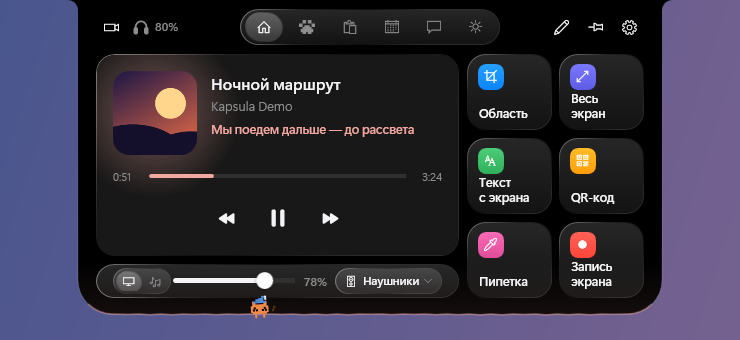 80%
Ночной маршрут
Kapsula Demo
Мы поедем дальше — до рассвета
0:51
3:24
78%
Наушники
Область
Весь
экран
Текст
с экрана
QR-код
Пипетка
Запись
экрана